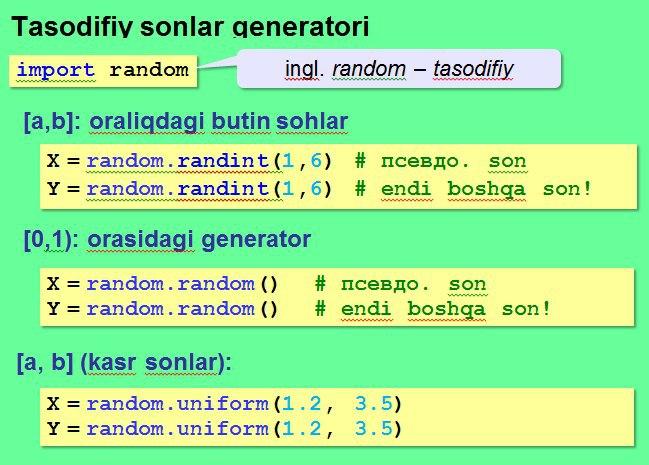 Tasodifiy sonlar generatori
import random
ingl. random – tasodifiy
[a,b]: oraliqdagi butin sohlar
X = random.randint(1,6) # псевдо. son
Y = random.randint(1,6) # endi boshqa son!
[0,1): orasidagi generator
X = random.random() # псевдо. son
Y = random.random() # endi boshqa son!
[a, b] (kasr sonlar):
X = random.uniform(1.2, 3.5)
Y = random.uniform(1.2, 3.5)